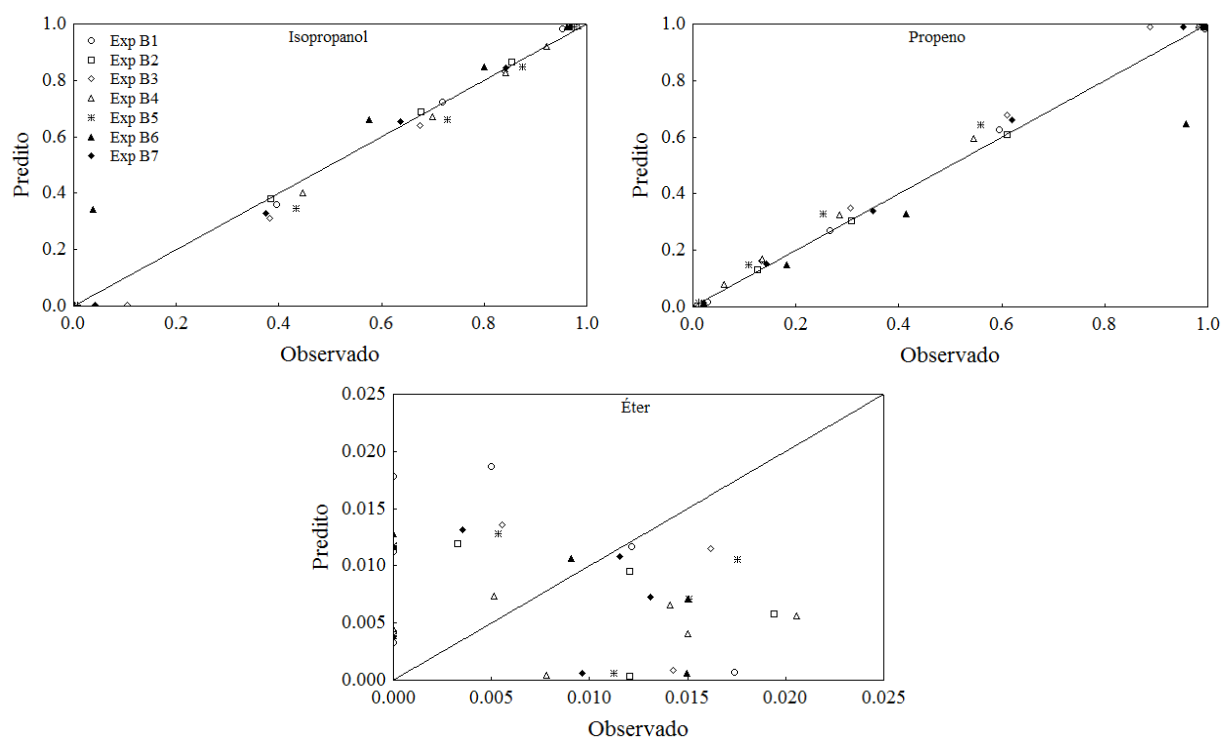 Isopropanol
1.0
0.8
0.6
0.4
0.2
0.0
Predito
Exp B1
Exp B2
Exp B3
Exp B4
Exp B5
Exp B6
Exp B7
0.0 0.2 0.4 0.6 0.8 1.0
Observado
Propeno
1.0
0.8
0.6
0.4
0.2
0.0
Predito
0.0 0.2 0.4 0.6 0.8 1.0
Observado
Éter
0.025
0.020
0.015
0.010
0.005
0.000
Predito
0.000 0.005 0.010 0.015 0.020 0.025
Observado